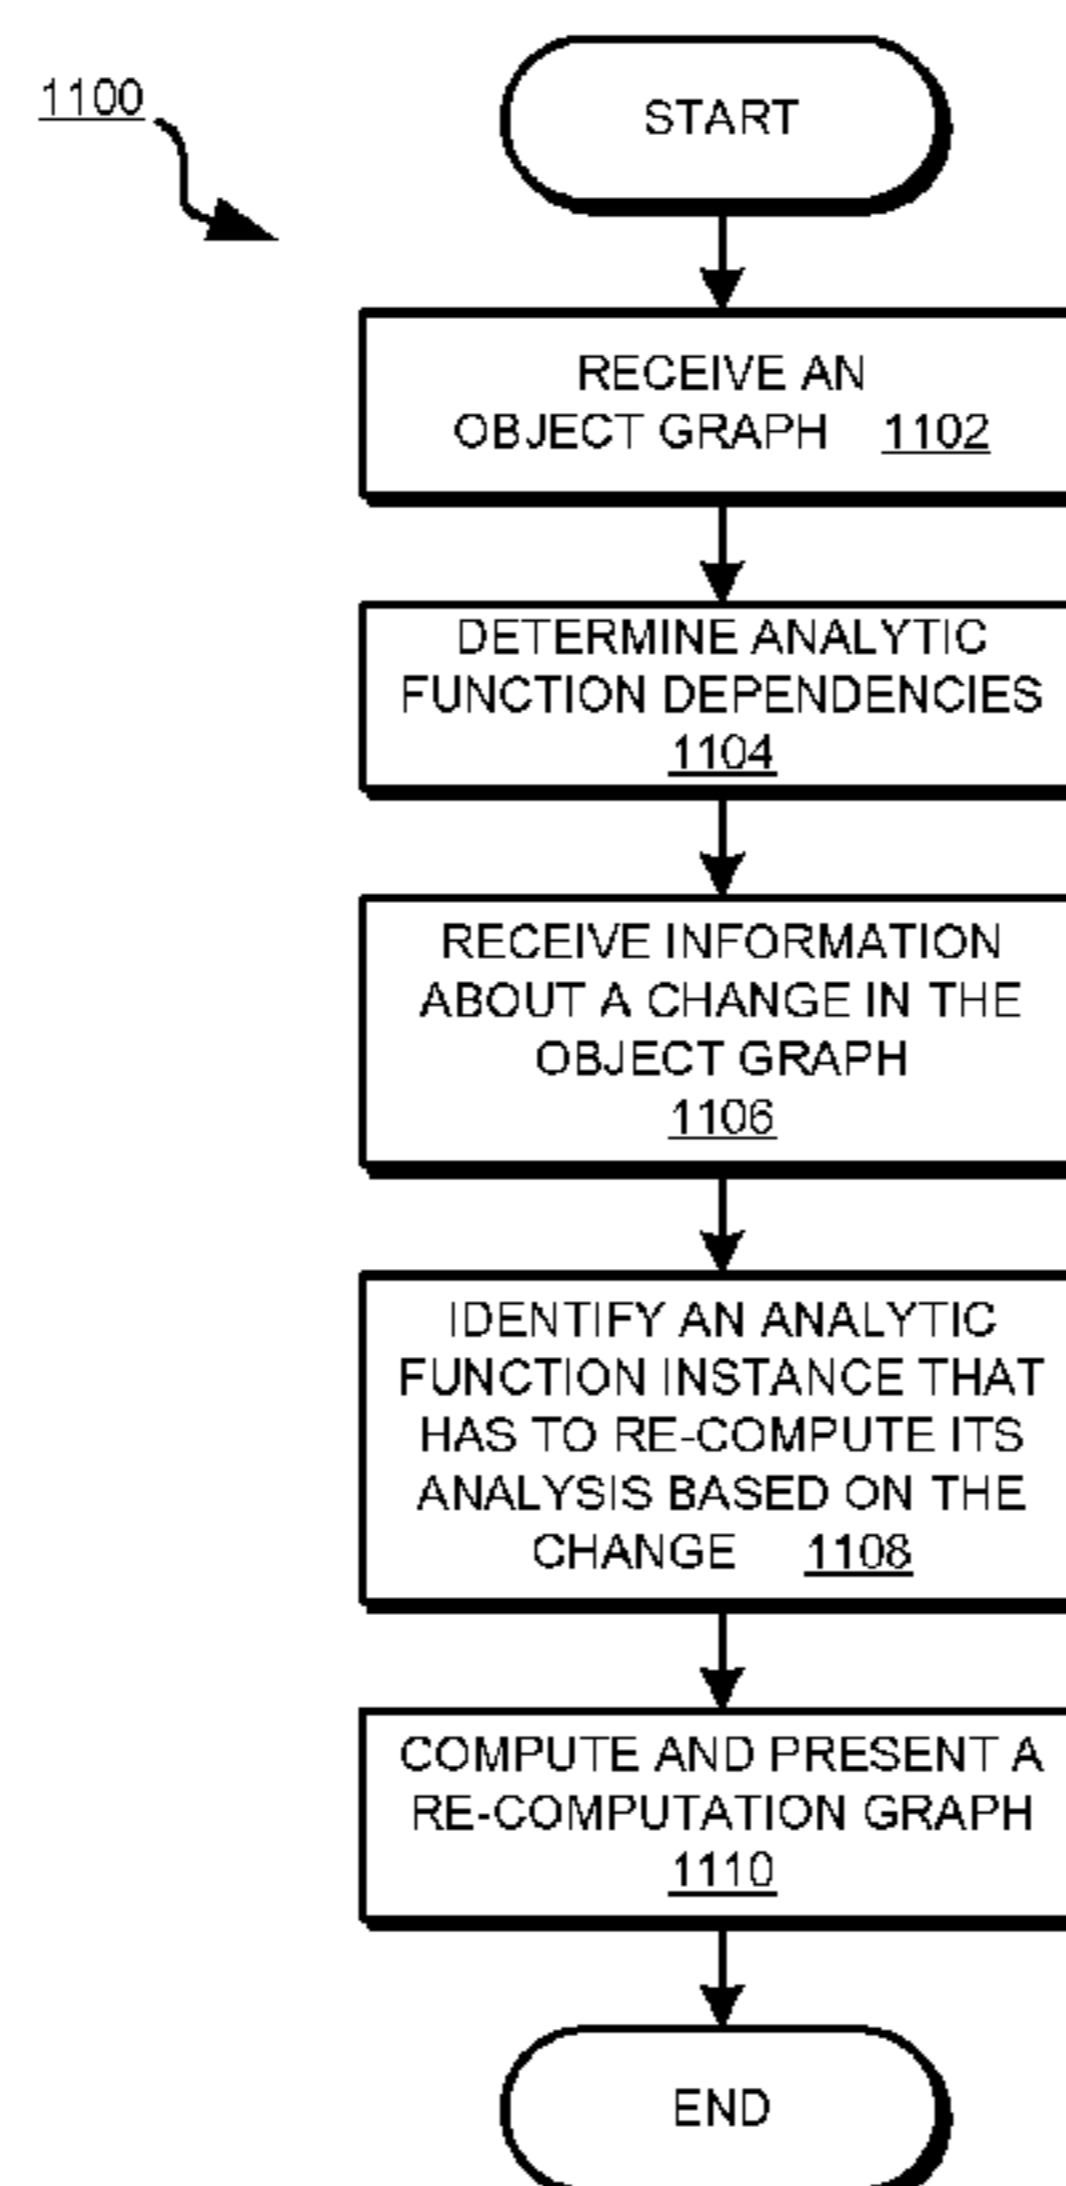 1100
START
RECEIVE AN
OBJECT GRAPH 1102
DETERMINE ANALYTIC
FUNCTION DEPENDENCIES
1104
RECEIVE INFORMATION
ABOUT A CHANGE IN THE
OBJECT GRAPH
1106
IDENTIFY AN ANALYTIC
FUNCTION INSTANCE THAT
HAS TO RE-COMPUTE ITS
ANALYSIS BASED ON THE
CHANGE 1108
COMPUTE AND PRESENT A
RE-COMPUTATION GRAPH
1110
END